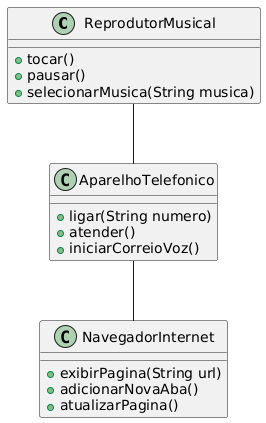 C ReprodutorMusical
tocar()
pausar()
selecionarMusica(String musica)
C AparelhoTelefonico
ligar(String numero)
atender()
iniciarCorreioVoz()
C NavegadorInternet
exibirPagina(String url)
adicionarNovaAba()
atualizarPagina()